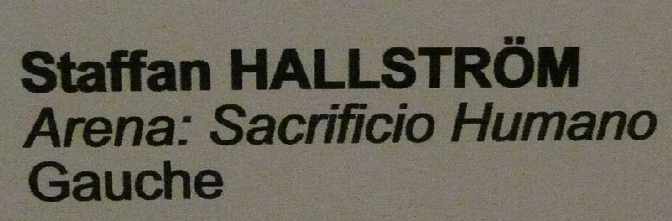 Staffan HALLSTRÖM
Arena: Sacrificio Humano
Gauche